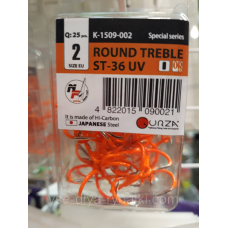 Q: 25 pcs. K-1509-002 Special series
2 ROUND TREBLE
SIZE EU ST-36 UV
4 822015 090021
It is made of Hi-Carbon
JAPANESE Steel